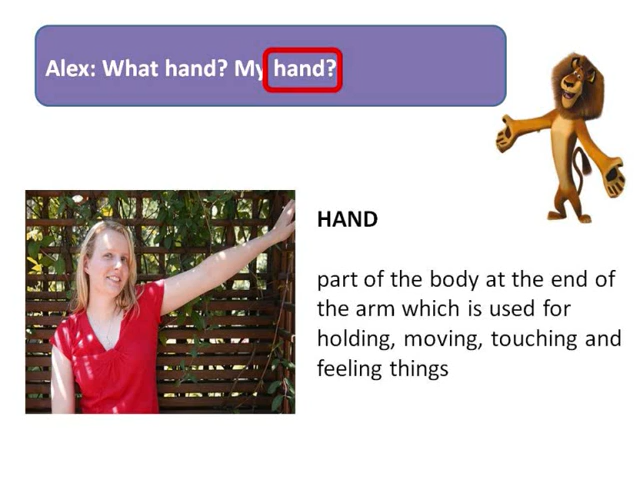 Alex: What hand? My hand?
HAND
part of the body at the end of
the arm which is used for
holding, moving, touching and
feeling things